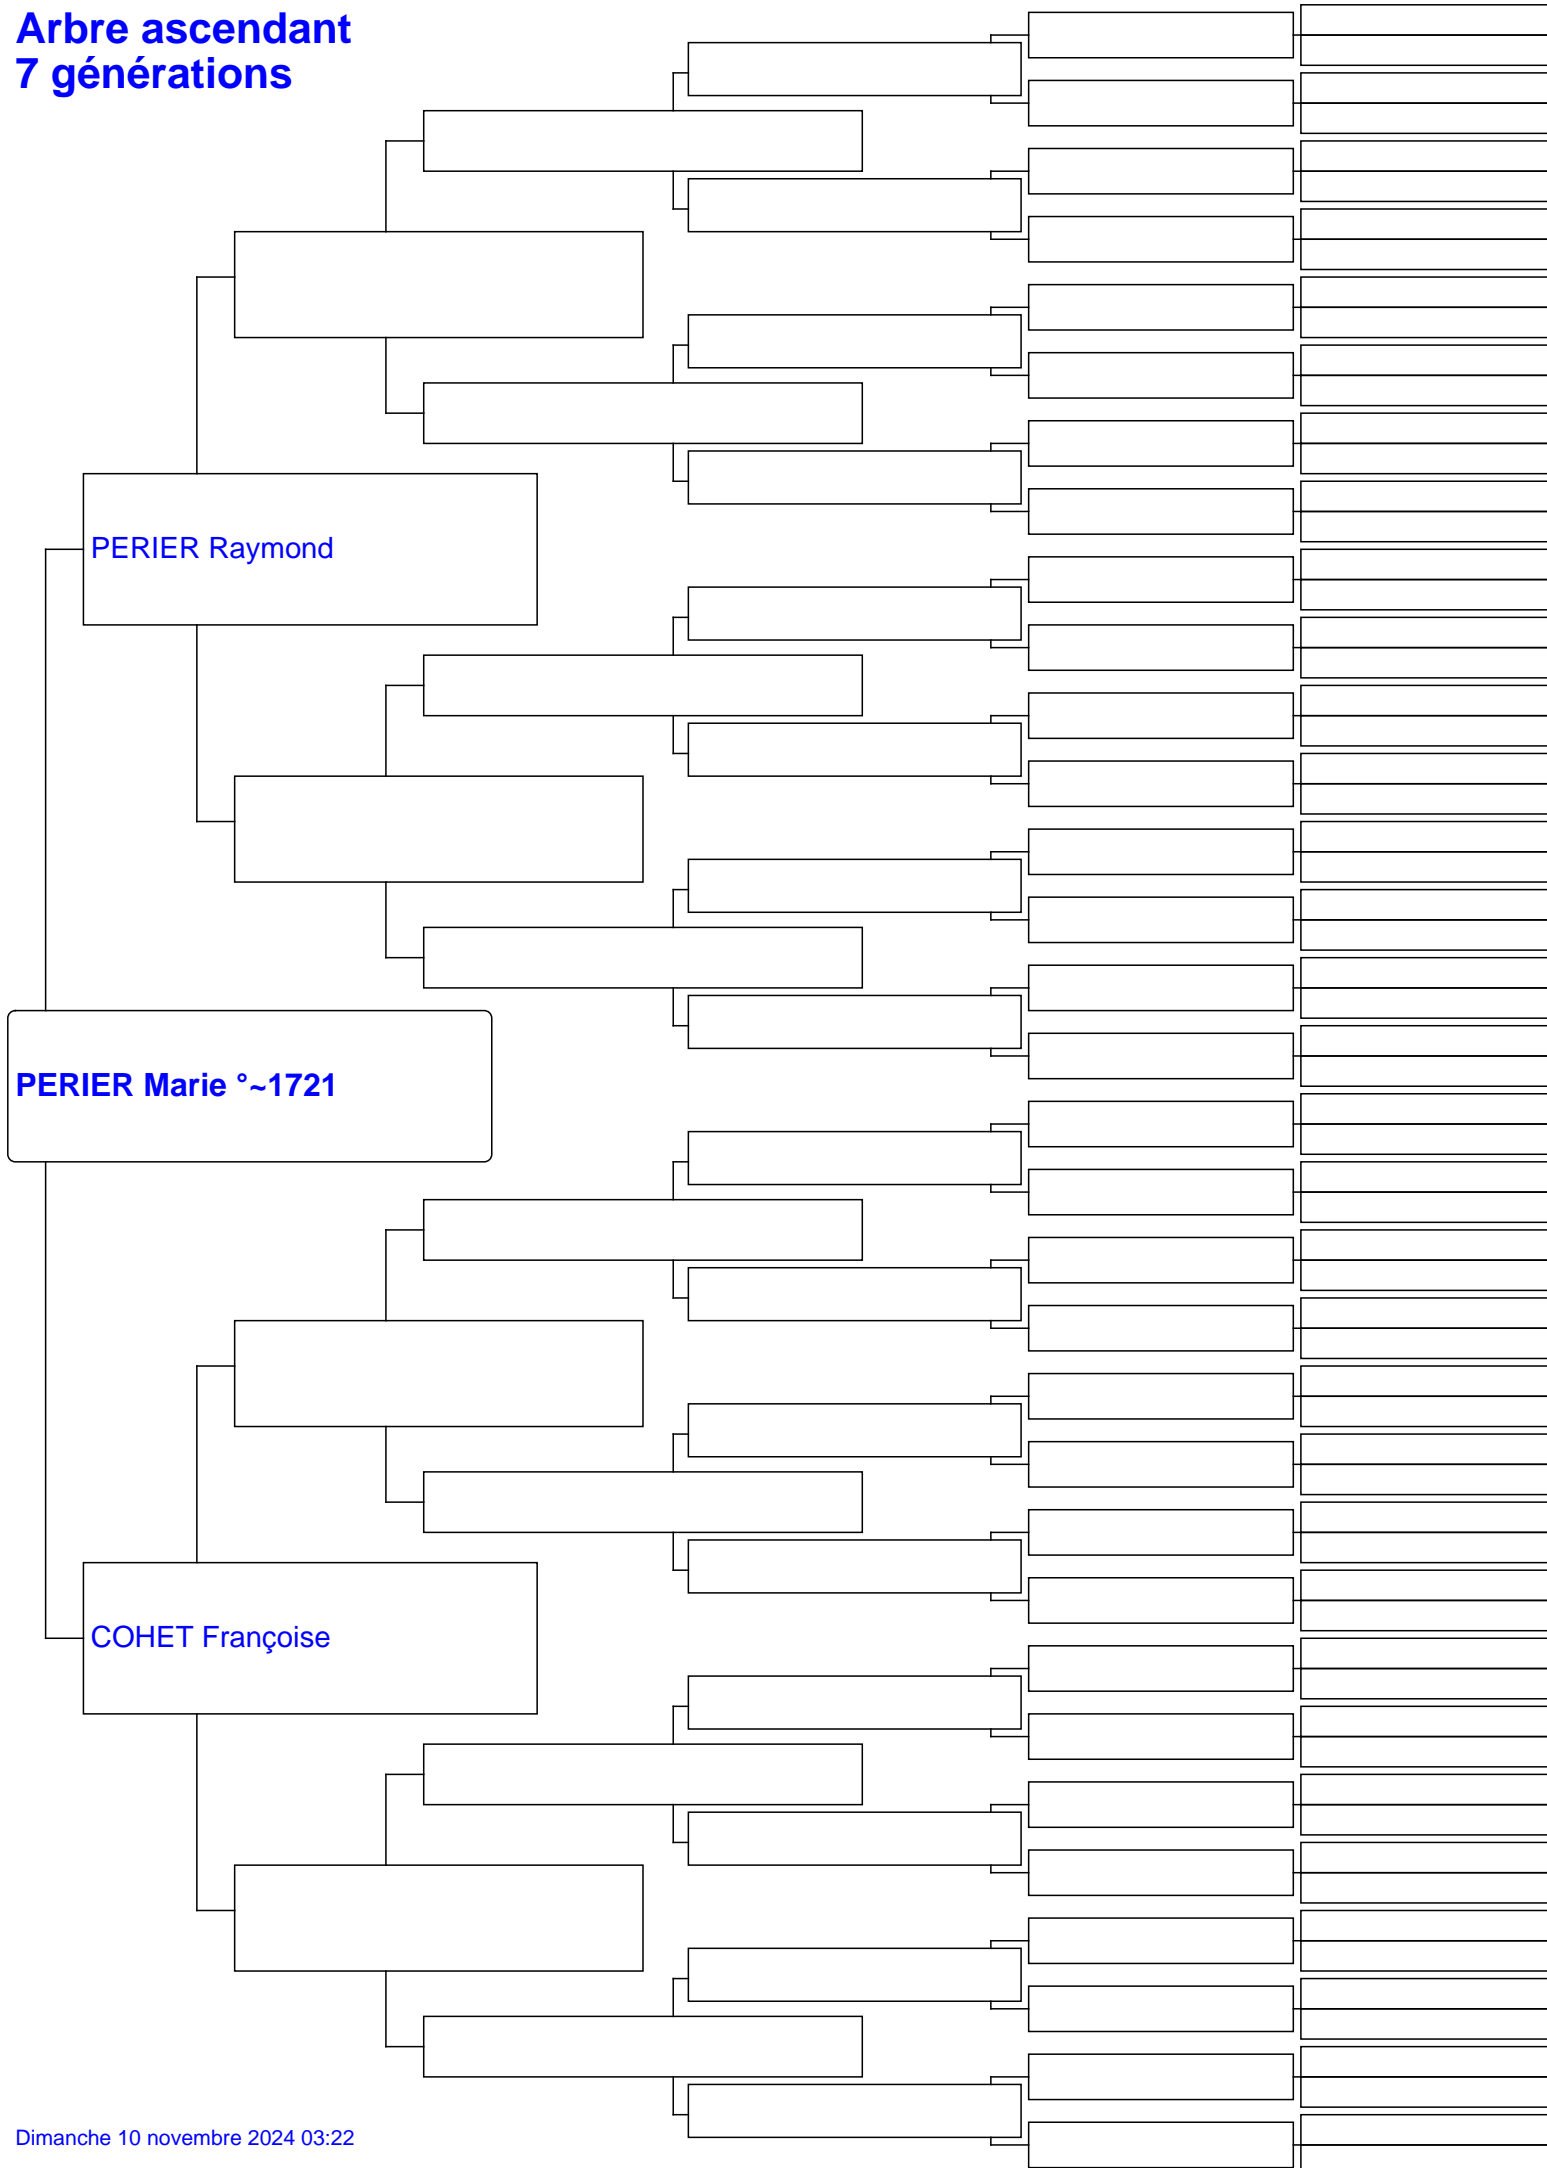 Arbre ascendant
7 générations
PERIER Raymond
PERIER Marie °~1721
COHET Françoise
Dimanche 10 novembre 2024 03:22